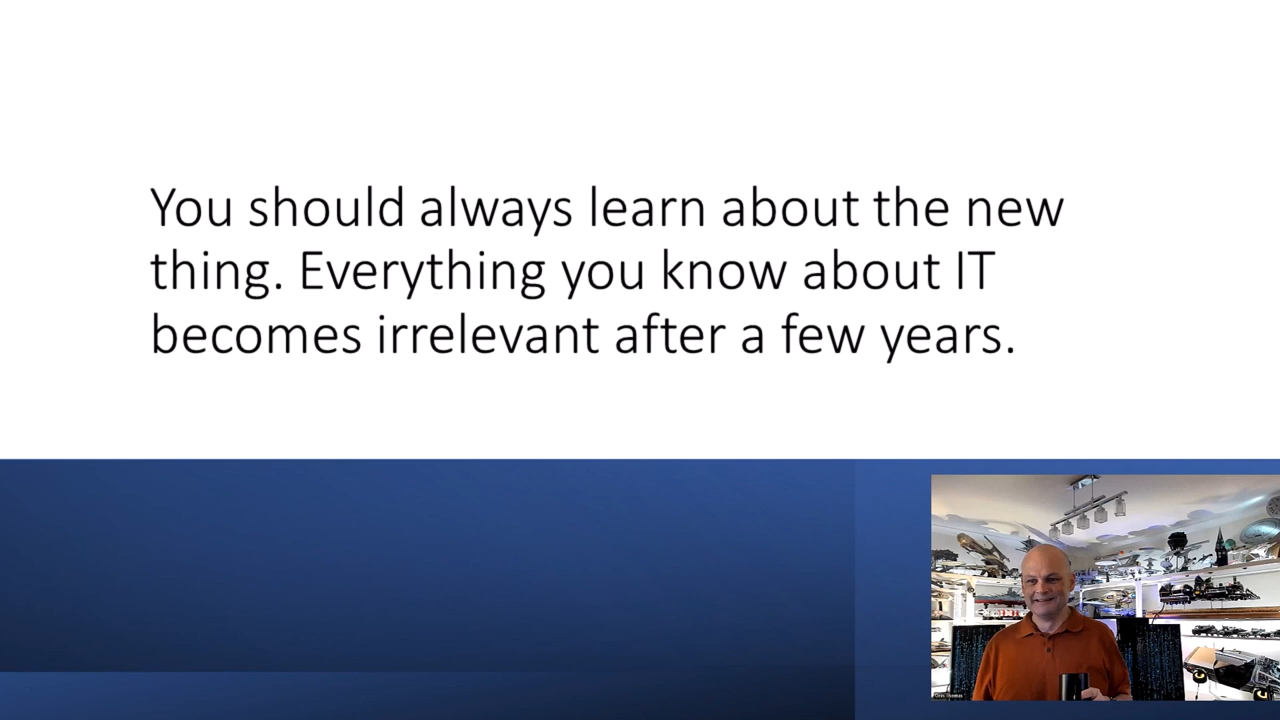 You should always learn about the new
thing. Everything you know about IT
becomes irrelevant after a few years.